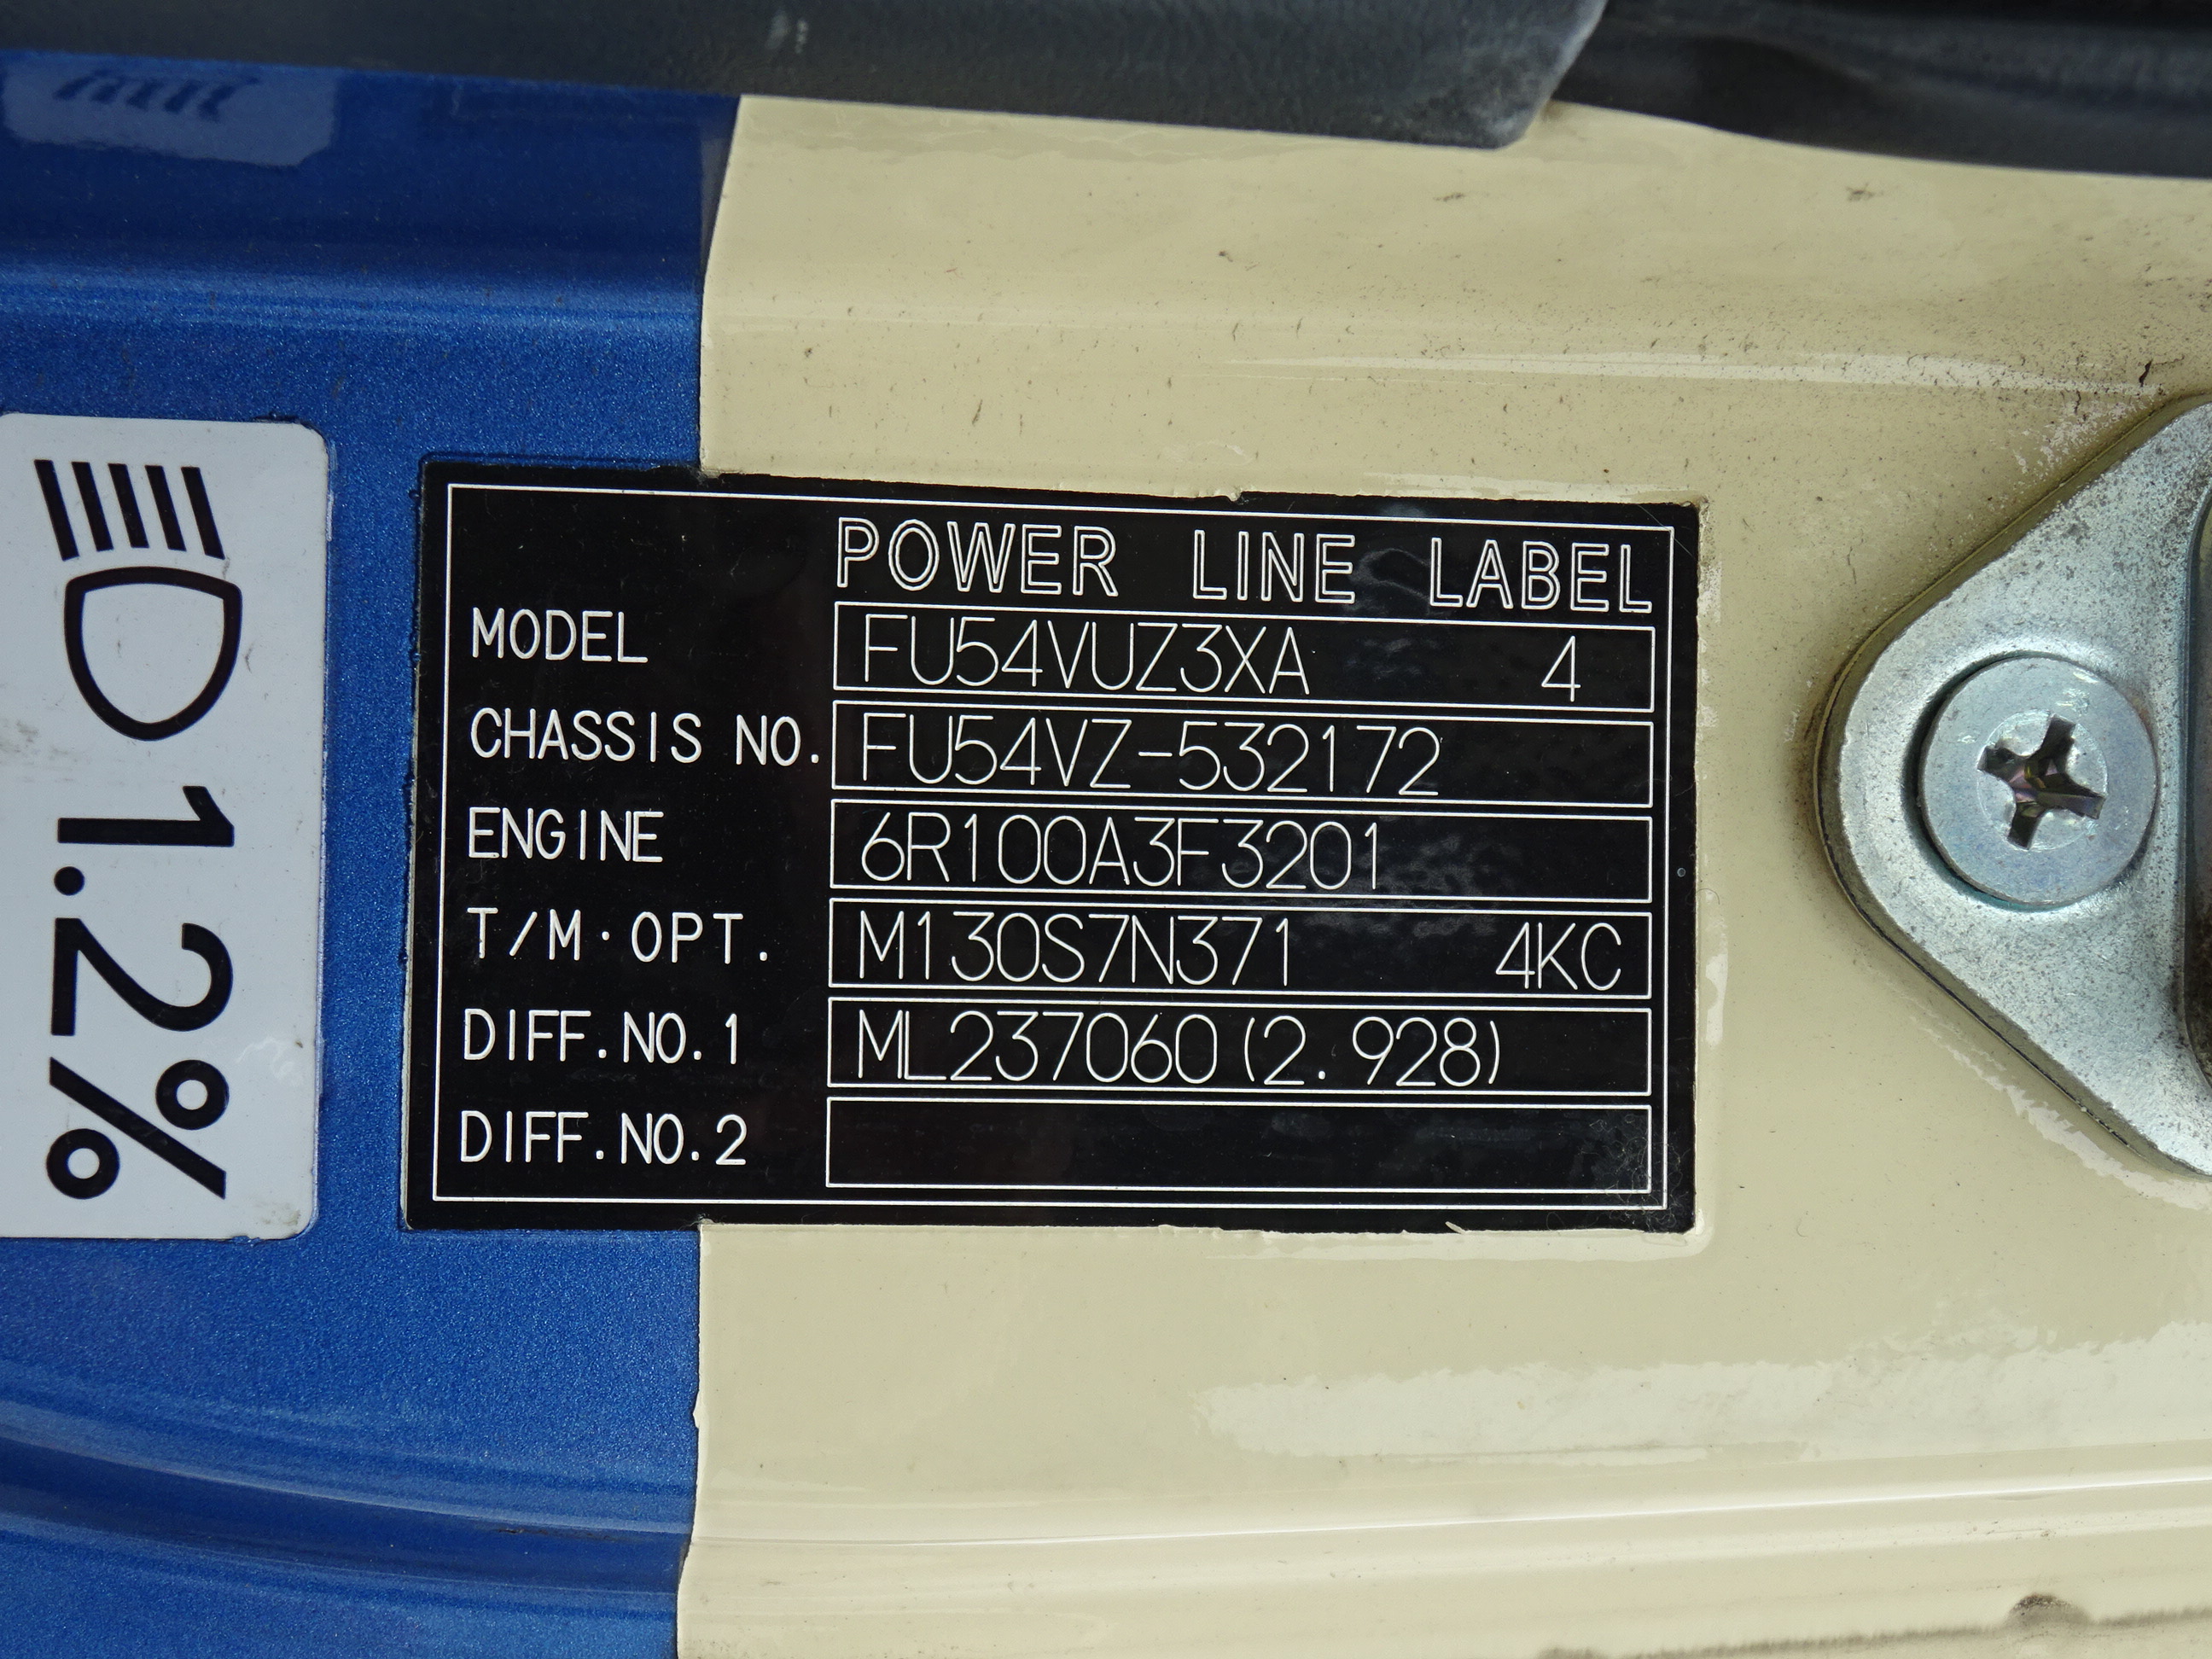 POWER LINE LABEL
MODEL FU54VUZ3XA 4
CHASSIS NO. FU54VZ-532172
ENGINE 6R100A3F3201
T/M·OPT. M130S7N371 4KC
DIFF.NO.1 ML237060(2.928)
DIFF.NO.2
1.2%